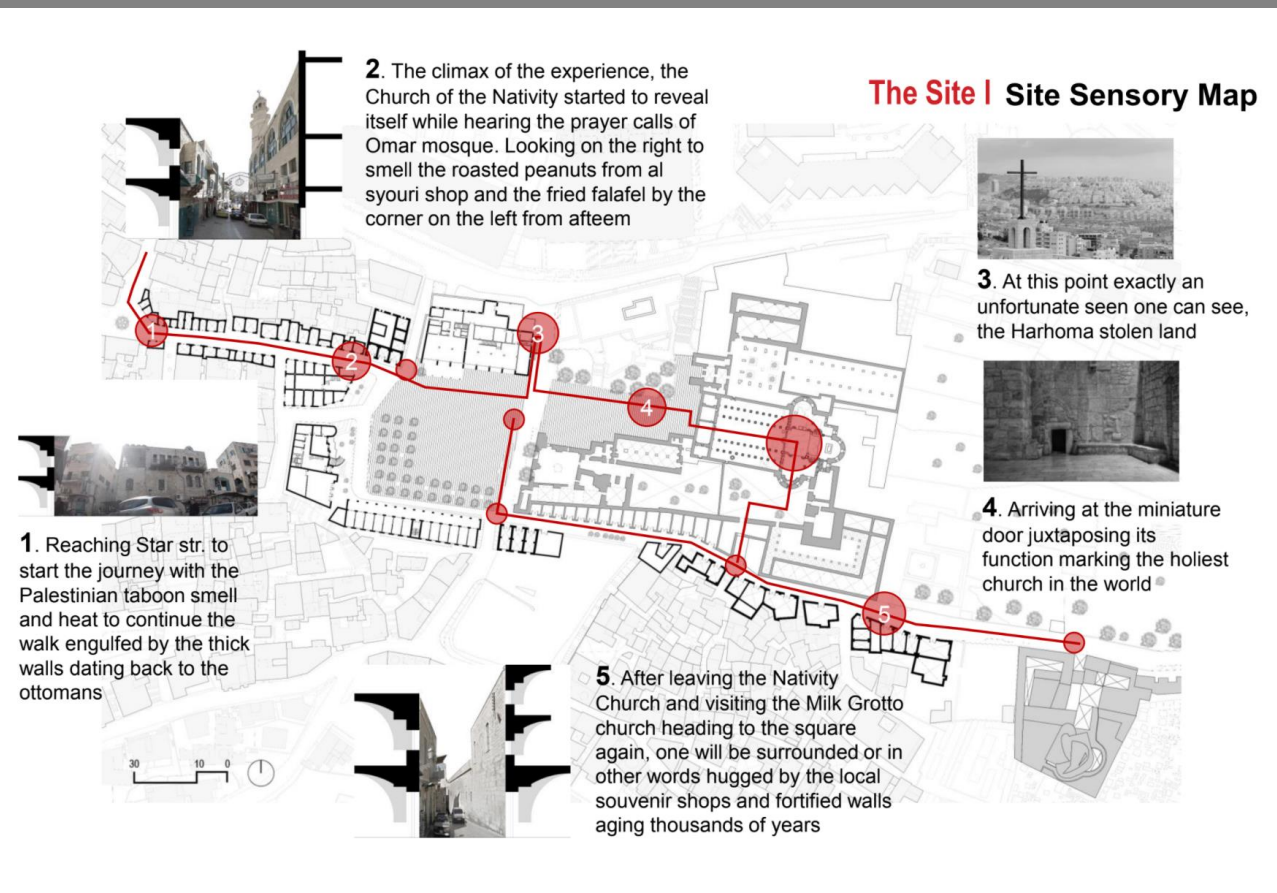 The Site | Site Sensory Map
2. The climax of the experience, the
Church of the Nativity started to reveal
itself while hearing the prayer calls of
Omar mosque. Looking on the right to
smell the roasted peanuts from al
syouri shop and the fried falafel by the
corner on the left from afteem
3. At this point exactly an
unfortunate seen one can see,
the Harhoma stolen land
1
2
3
4
5
4. Arriving at the miniature
door juxtaposing its
function marking the holiest
church in the world
1. Reaching Star str. to
start the journey with the
Palestinian taboon smell
and heat to continue the
walk engulfed by the thick
walls dating back to the
ottomans
5. After leaving the Nativity
Church and visiting the Milk Grotto
church heading to the square
again, one will be surrounded or in
other words hugged by the local
souvenir shops and fortified walls
aging thousands of years
30 10 0